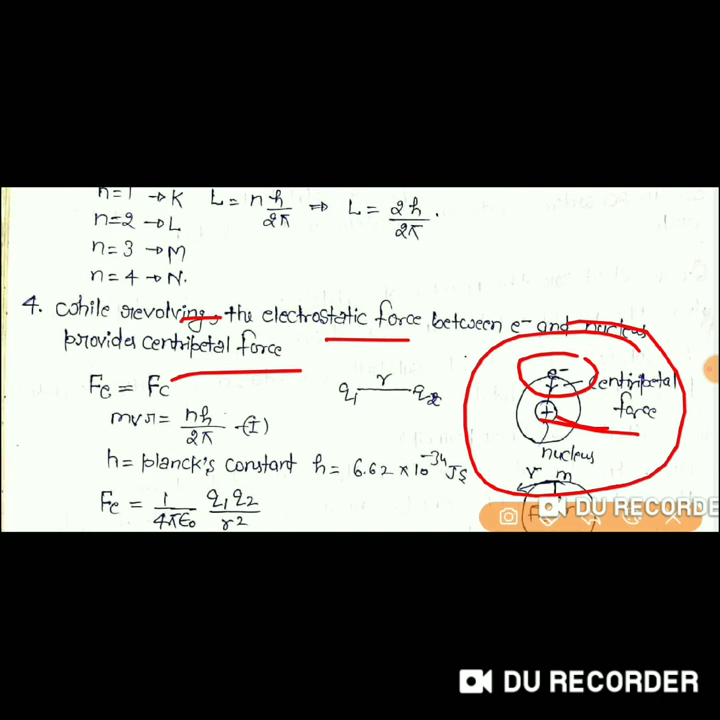 n=1 → K L = nh/2π ⇒ L = 2h/2π.
n=2 → L
n=3 → M
n=4 → N.
4. While revolving, the electrostatic force between e- and nucleus
provides centripetal force
Fe = Fc
q1 r q2
e-
centripetal
force
+
nucleus
mvr = nh/2π -(I)
h = planck's constant h = 6.62 × 10^-34 Js
v m
Fe = 1/4πϵ0 q1q2/r2
DU RECORDER
DU RECORDER